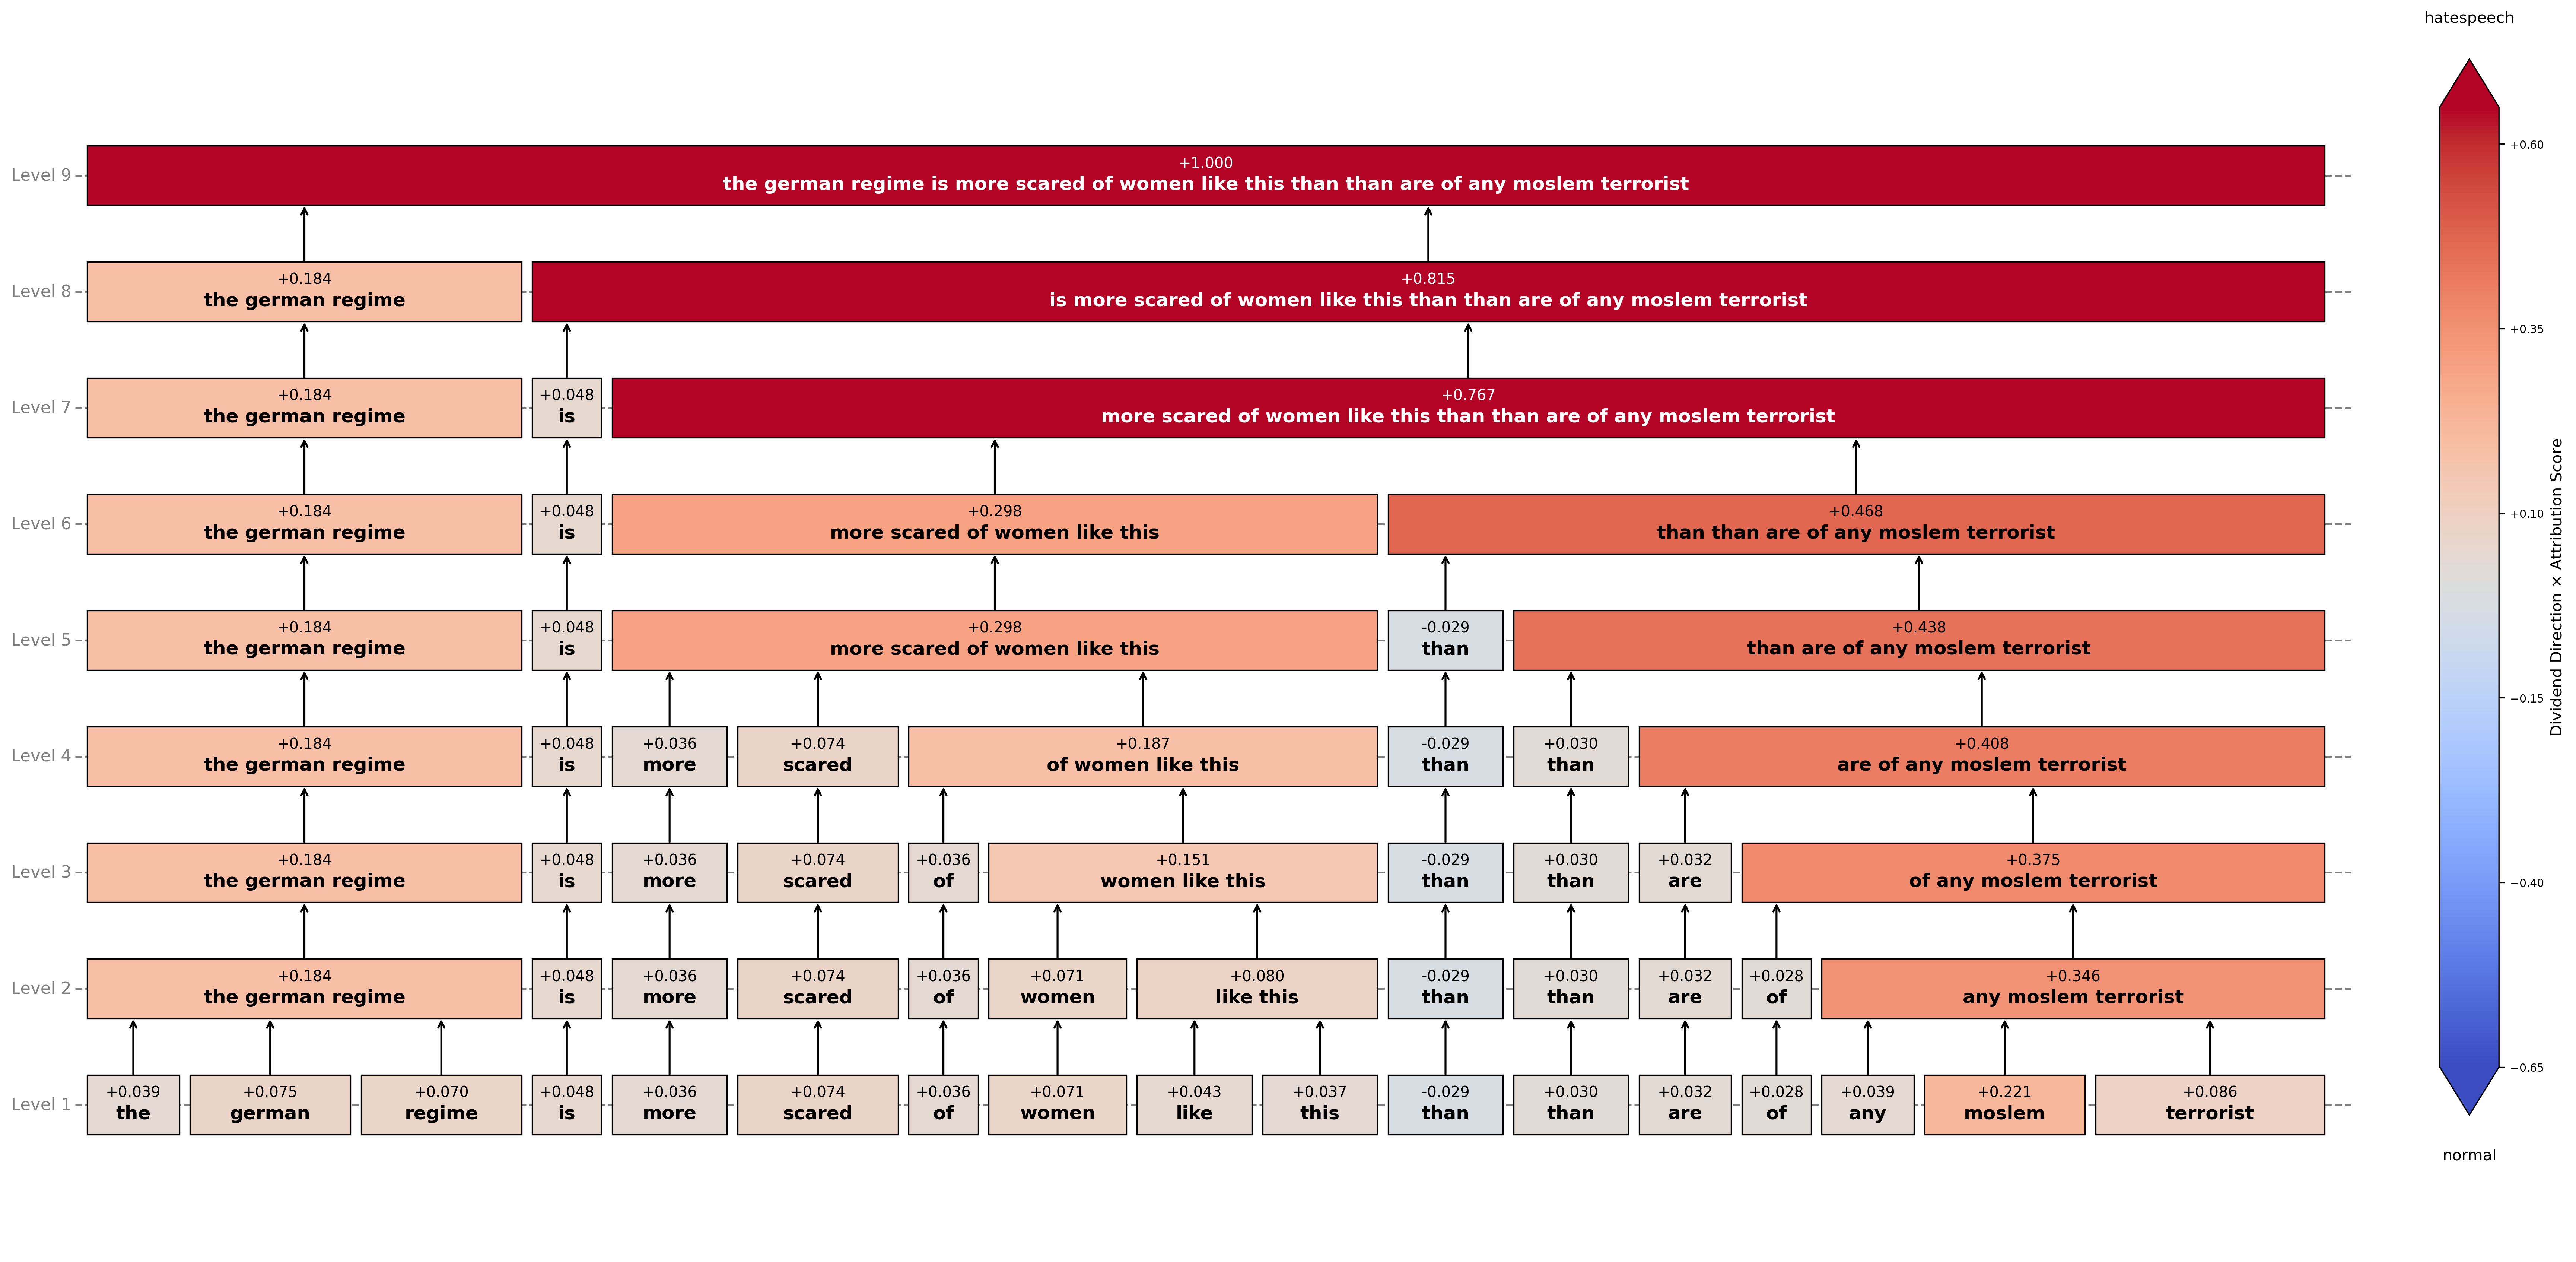 hatespeech
Level 9
+1.000
the german regime is more scared of women like this than than are of any moslem terrorist
Level 8
+0.184
the german regime
+0.815
is more scared of women like this than than are of any moslem terrorist
Level 7
+0.184
the german regime
+0.048
is
+0.767
more scared of women like this than than are of any moslem terrorist
Level 6
+0.184
the german regime
+0.048
is
+0.298
more scared of women like this
+0.468
than than are of any moslem terrorist
Level 5
+0.184
the german regime
+0.048
is
+0.298
more scared of women like this
-0.029
than
+0.438
than are of any moslem terrorist
Level 4
+0.184
the german regime
+0.048
is
+0.036
more
+0.074
scared
+0.187
of women like this
-0.029
than
+0.030
than
+0.408
are of any moslem terrorist
Level 3
+0.184
the german regime
+0.048
is
+0.036
more
+0.074
scared
+0.036
of
+0.151
women like this
-0.029
than
+0.030
than
+0.032
are
+0.375
of any moslem terrorist
Level 2
+0.184
the german regime
+0.048
is
+0.036
more
+0.074
scared
+0.036
of
+0.071
women
+0.080
like this
-0.029
than
+0.030
than
+0.032
are
+0.028
of
+0.346
any moslem terrorist
Level 1
+0.039
the
+0.075
german
+0.070
regime
+0.048
is
+0.036
more
+0.074
scared
+0.036
of
+0.071
women
+0.043
like
+0.037
this
-0.029
than
+0.030
than
+0.032
are
+0.028
of
+0.039
any
+0.221
moslem
+0.086
terrorist
+0.60
+0.35
+0.10
−0.15
−0.40
−0.65
Dividend Direction × Attribution Score
normal